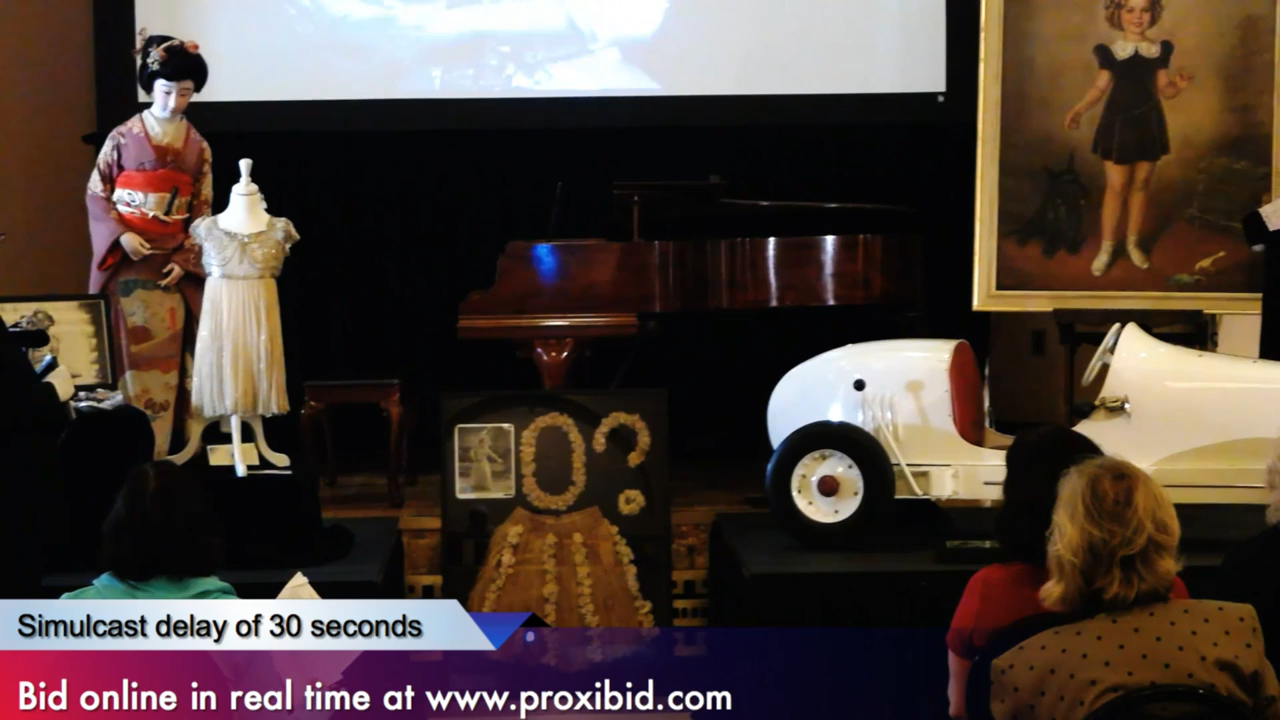 Simulcast delay of 30 seconds
Bid online in real time at www.proxibid.com